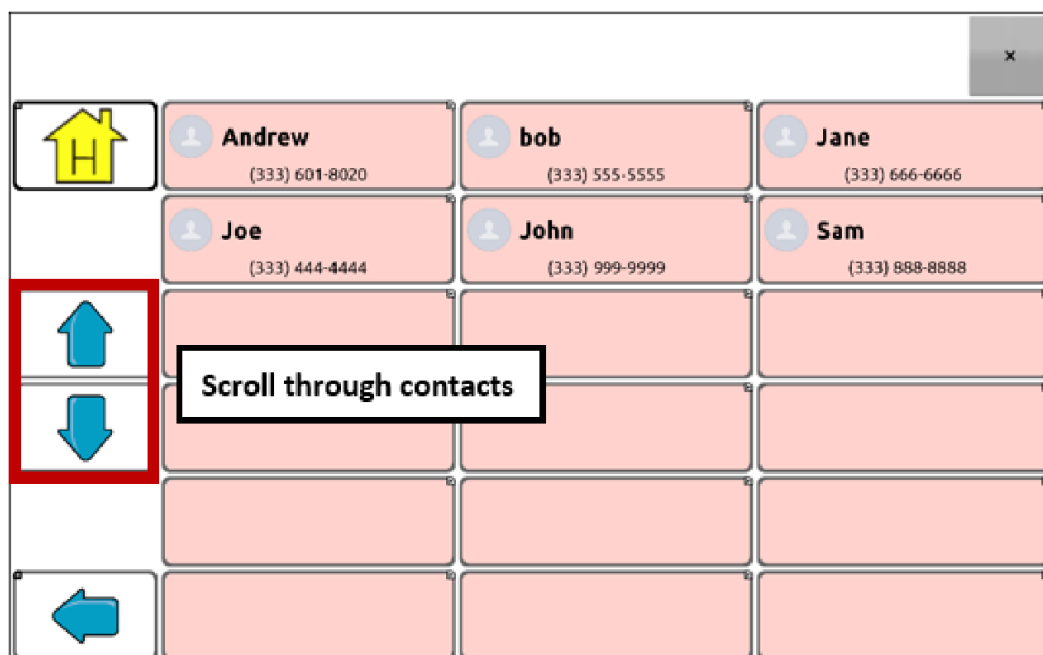 x
H
Andrew
(333) 601-8020
bob
(333) 555-5555
Jane
(333) 666-6666
Joe
(333) 444-4444
John
(333) 999-9999
Sam
(333) 888-8888
Scroll through contacts